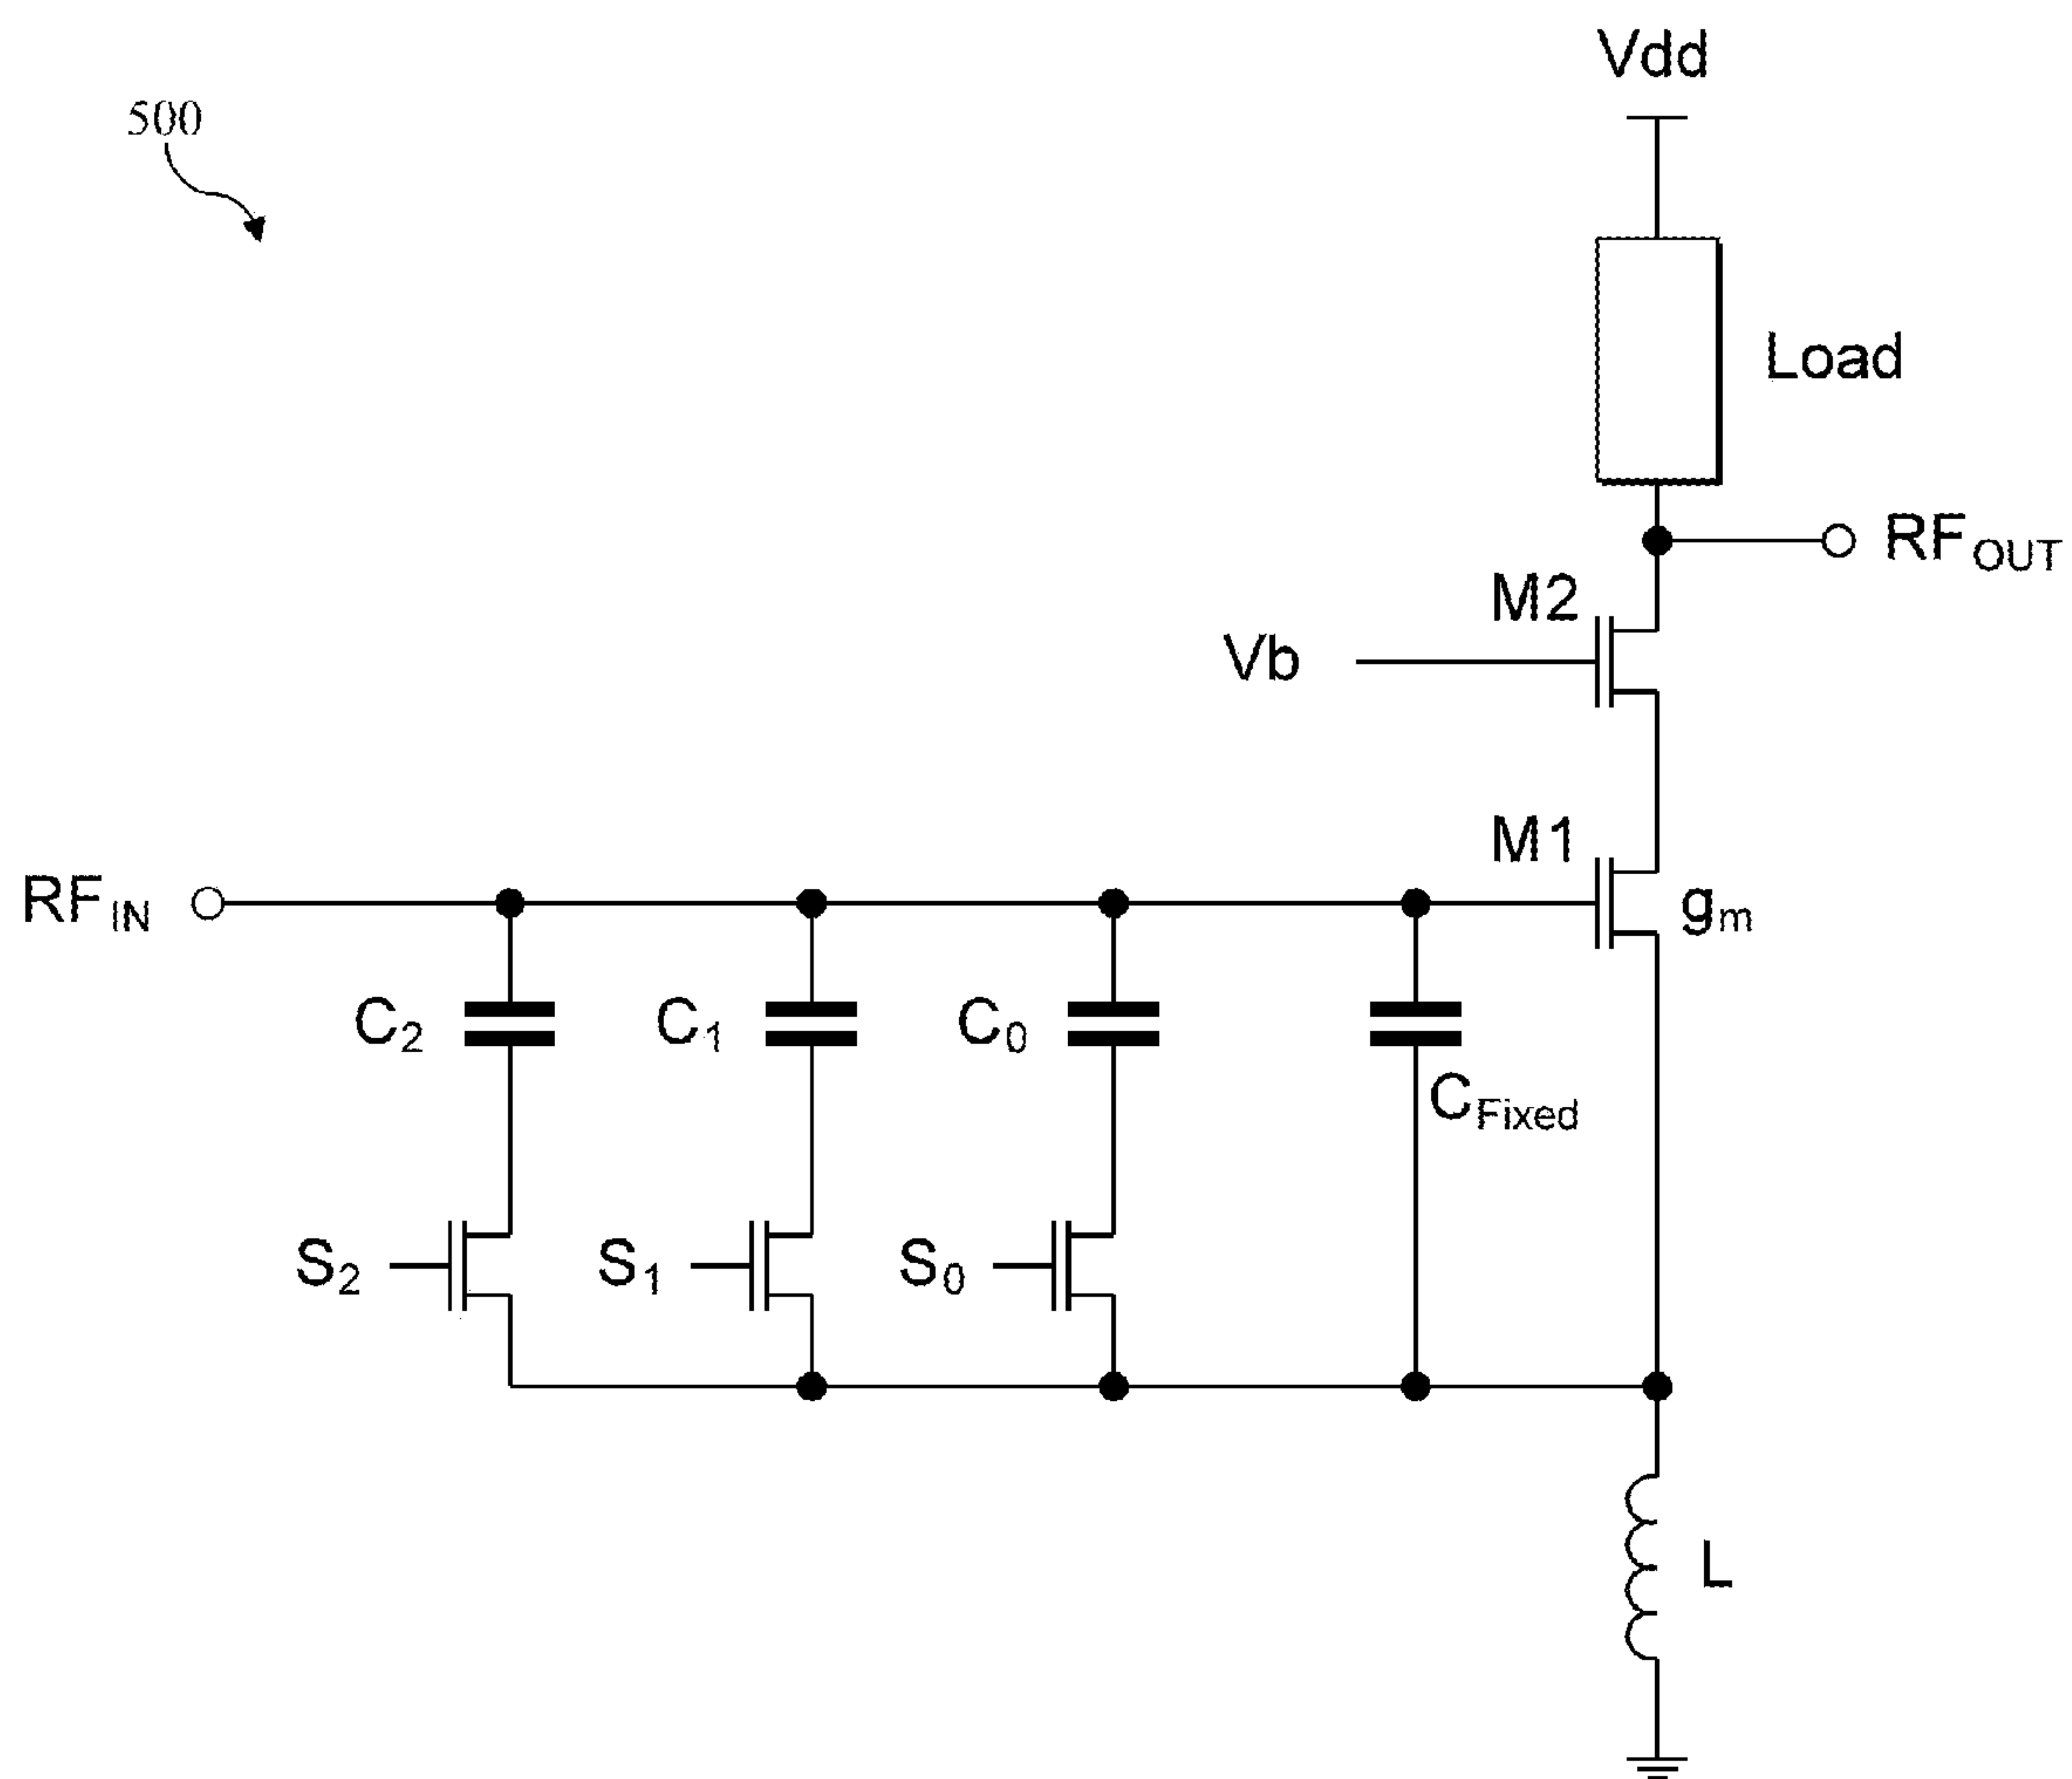 Vdd
500
Load
RF_OUT
M2
Vb
M1
RF_IN
g_m
C_2
C_1
C_0
C_Fixed
S_2
S_1
S_0
L